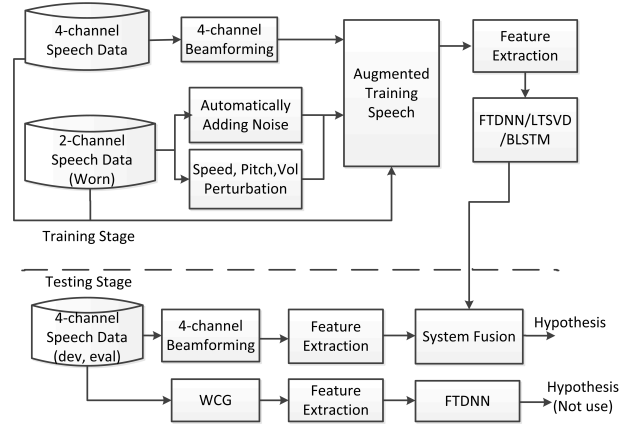 4-channel
Speech Data
4-channel
Beamforming
Augmented
Training
Speech
Feature
Extraction
Automatically
Adding Noise
FTDNN/LTSVD
/BLSTM
2-Channel
Speech Data
(Worn)
Speed, Pitch,Vol
Perturbation
Training Stage
Testing Stage
4-channel
Speech Data
(dev, eval)
4-channel
Beamforming
Feature
Extraction
System Fusion
Hypothesis
WCG
Feature
Extraction
FTDNN
Hypothesis
(Not use)